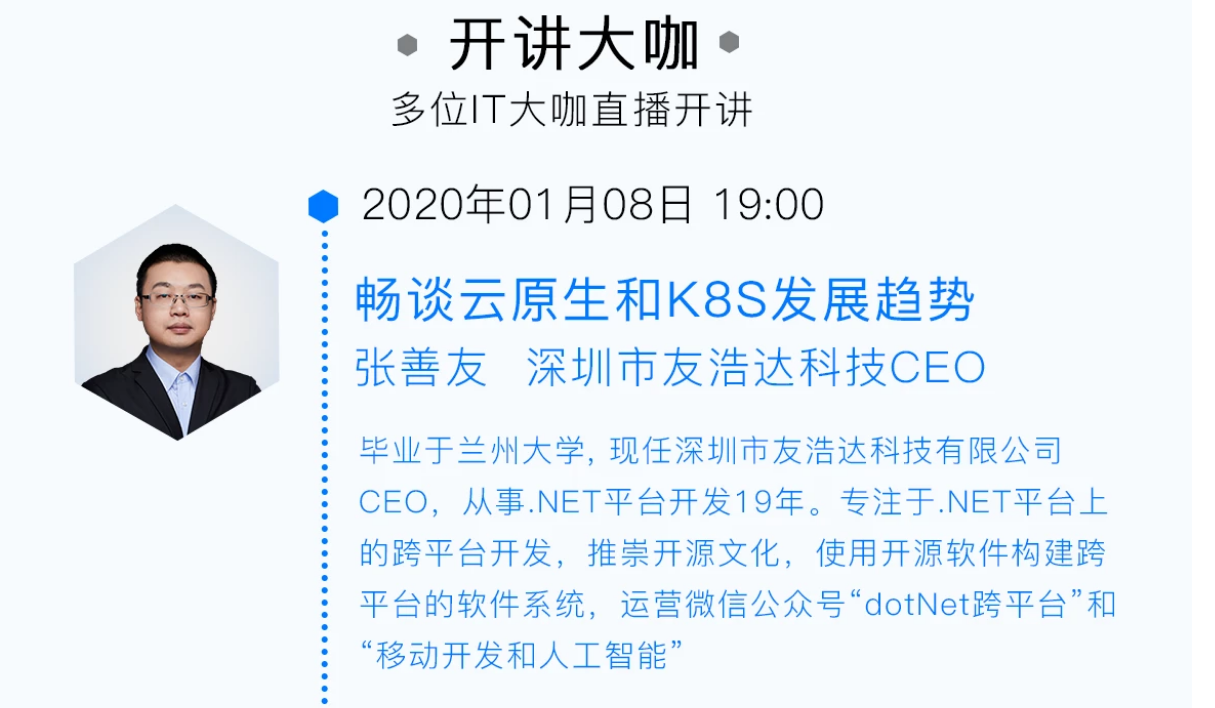 开讲大咖
多位IT大咖直播开讲
2020年01月08日 19:00
畅谈云原生和K8S发展趋势
张善友 深圳市友浩达科技CEO
毕业于兰州大学, 现任深圳市友浩达科技有限公司
CEO，从事.NET平台开发19年。专注于.NET平台上
的跨平台开发，推崇开源文化，使用开源软件构建跨
平台的软件系统，运营微信公众号“dotNet跨平台”和
“移动开发和人工智能”